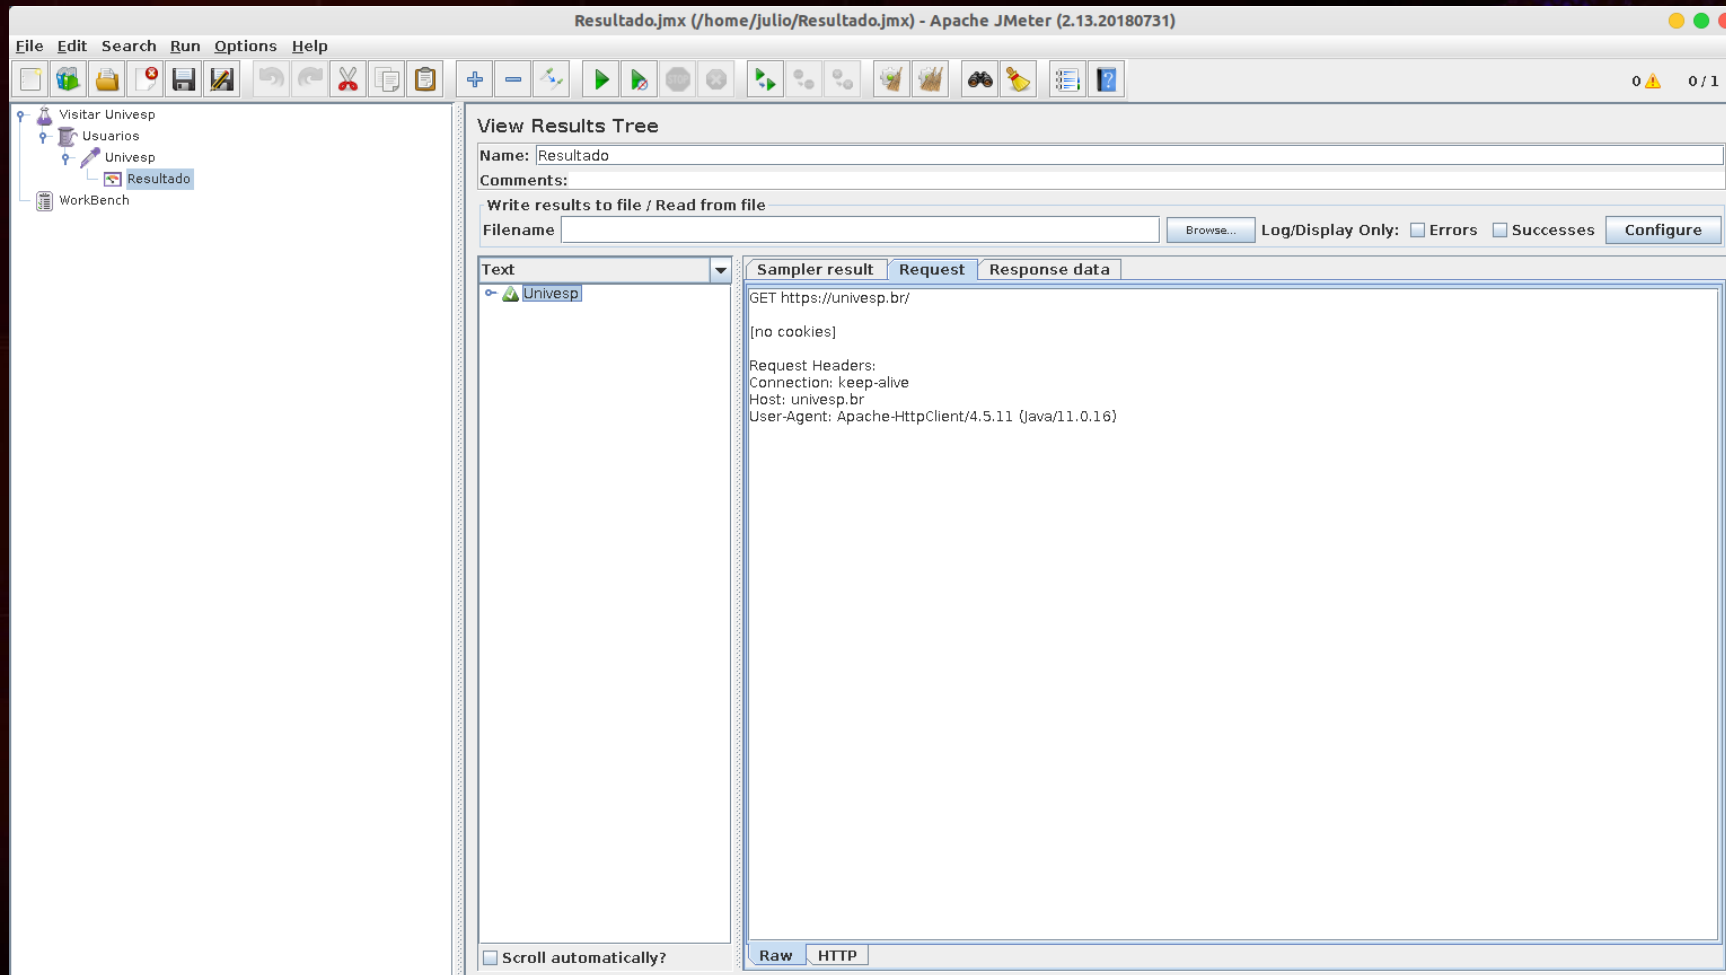 Resultado.jmx (/home/julio/Resultado.jmx) - Apache JMeter (2.13.20180731)
File Edit Search Run Options Help
STOP
0 0 / 1
Visitar Univesp
Usuarios
Univesp
Resultado
WorkBench
View Results Tree
Name: Resultado
Comments:
Write results to file / Read from file
Filename Browse... Log/Display Only: Errors Successes Configure
Text
Univesp
Scroll automatically?
Sampler result Request Response data
GET https://univesp.br/
[no cookies]
Request Headers:
Connection: keep-alive
Host: univesp.br
User-Agent: Apache-HttpClient/4.5.11 (Java/11.0.16)
Raw HTTP